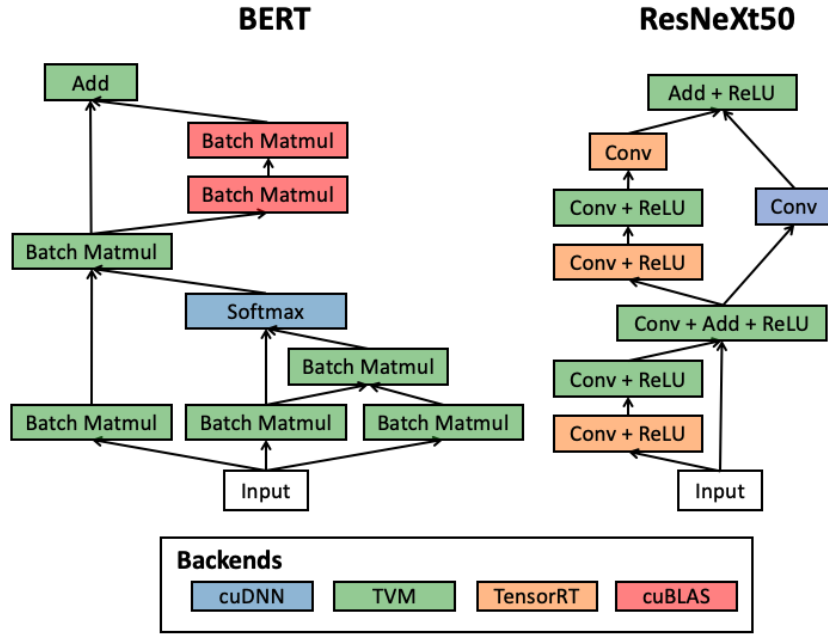 BERT
Add
Batch Matmul
Batch Matmul
Batch Matmul
Softmax
Batch Matmul
Batch Matmul
Batch Matmul
Batch Matmul
Input
ResNeXt50
Add + ReLU
Conv
Conv + ReLU
Conv
Conv + ReLU
Conv + Add + ReLU
Conv + ReLU
Conv + ReLU
Input
Backends
cuDNN
TVM
TensorRT
cuBLAS